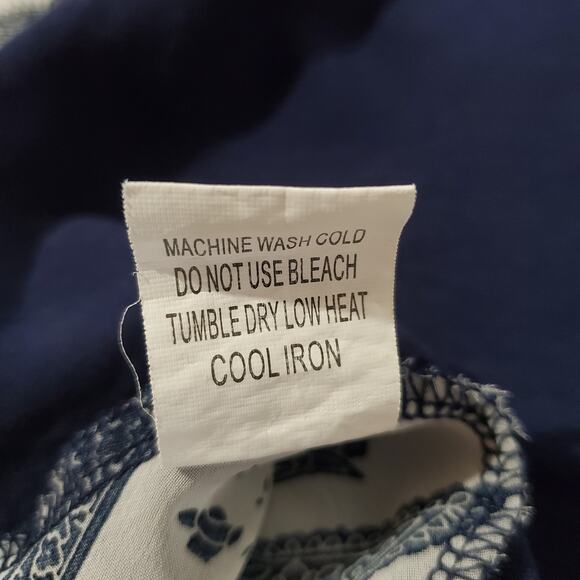 MACHINE WASH COLD
DO NOT USE BLEACH
TUMBLE DRY LOW HEAT
COOL IRON